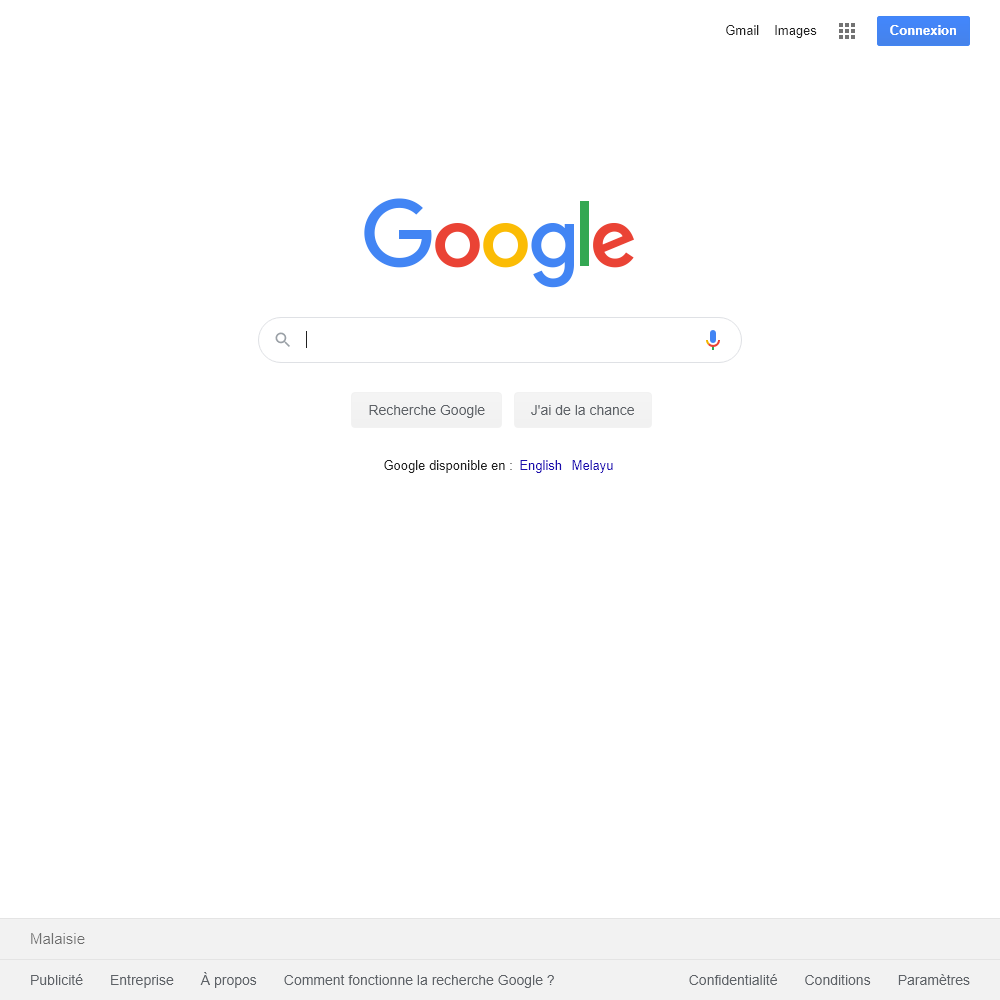 Gmail Images Connexion
Google
Recherche Google J'ai de la chance
Google disponible en : English Melayu
Malaisie
Publicité Entreprise À propos Comment fonctionne la recherche Google ? Confidentialité Conditions Paramètres